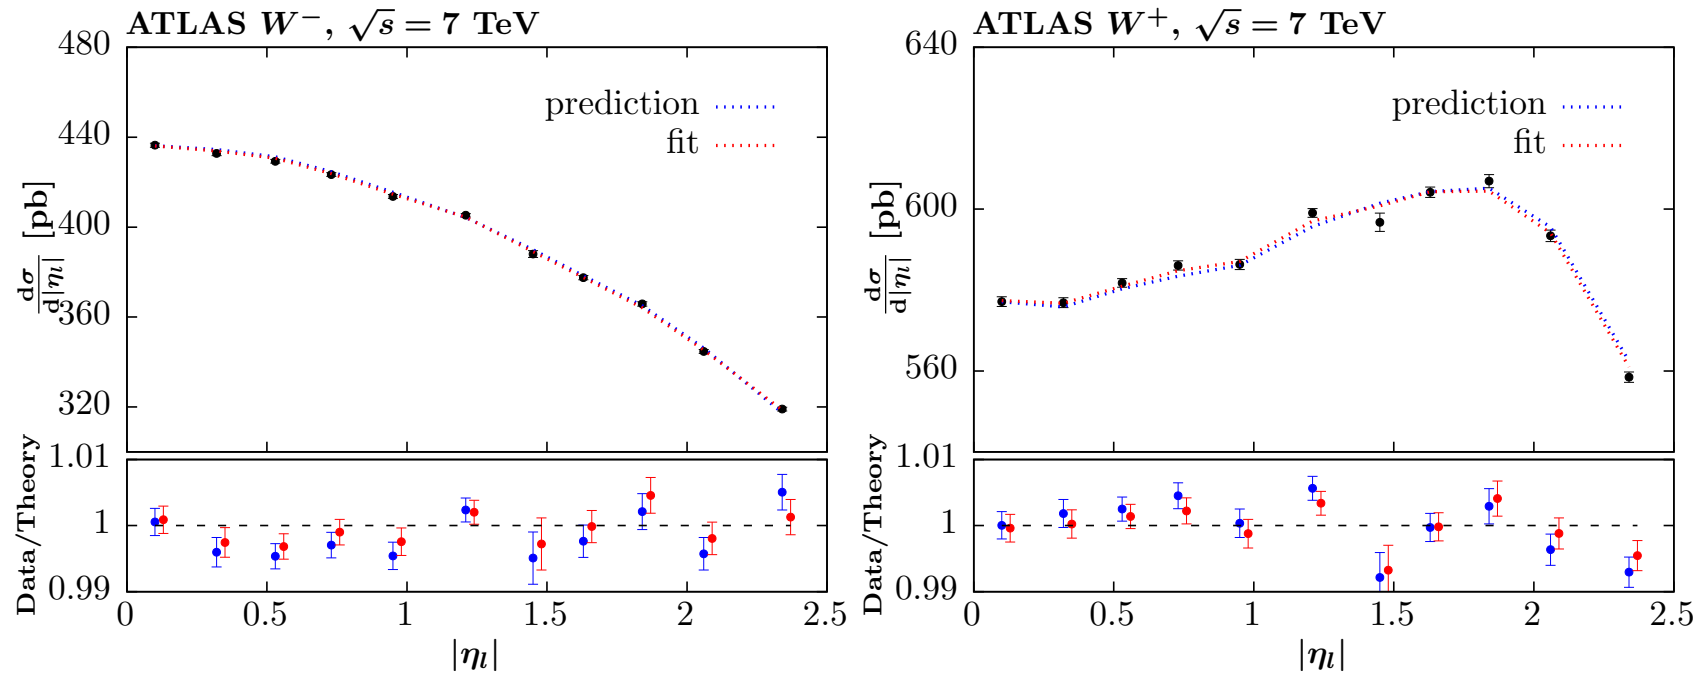 ATLAS W⁻, √s = 7 TeV
480
440
400
360
320
dσ/d|ηₗ| [pb]
prediction
fit
1.01
1
0.99
Data/Theory
0 0.5 1 1.5 2 2.5
|ηₗ|
ATLAS W⁺, √s = 7 TeV
640
600
560
dσ/d|ηₗ| [pb]
prediction
fit
1.01
1
0.99
Data/Theory
0 0.5 1 1.5 2 2.5
|ηₗ|